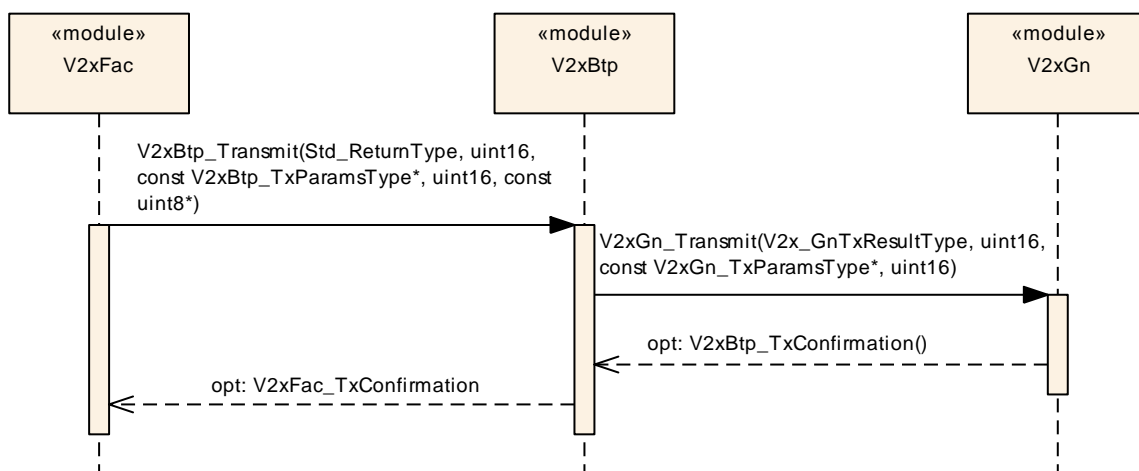 «module»
V2xFac
«module»
V2xBtp
«module»
V2xGn
V2xBtp_Transmit(Std_ReturnType, uint16,
const V2xBtp_TxParamsType*, uint16, const
uint8*)
V2xGn_Transmit(V2x_GnTxResultType, uint16,
const V2xGn_TxParamsType*, uint16)
opt: V2xBtp_TxConfirmation()
opt: V2xFac_TxConfirmation